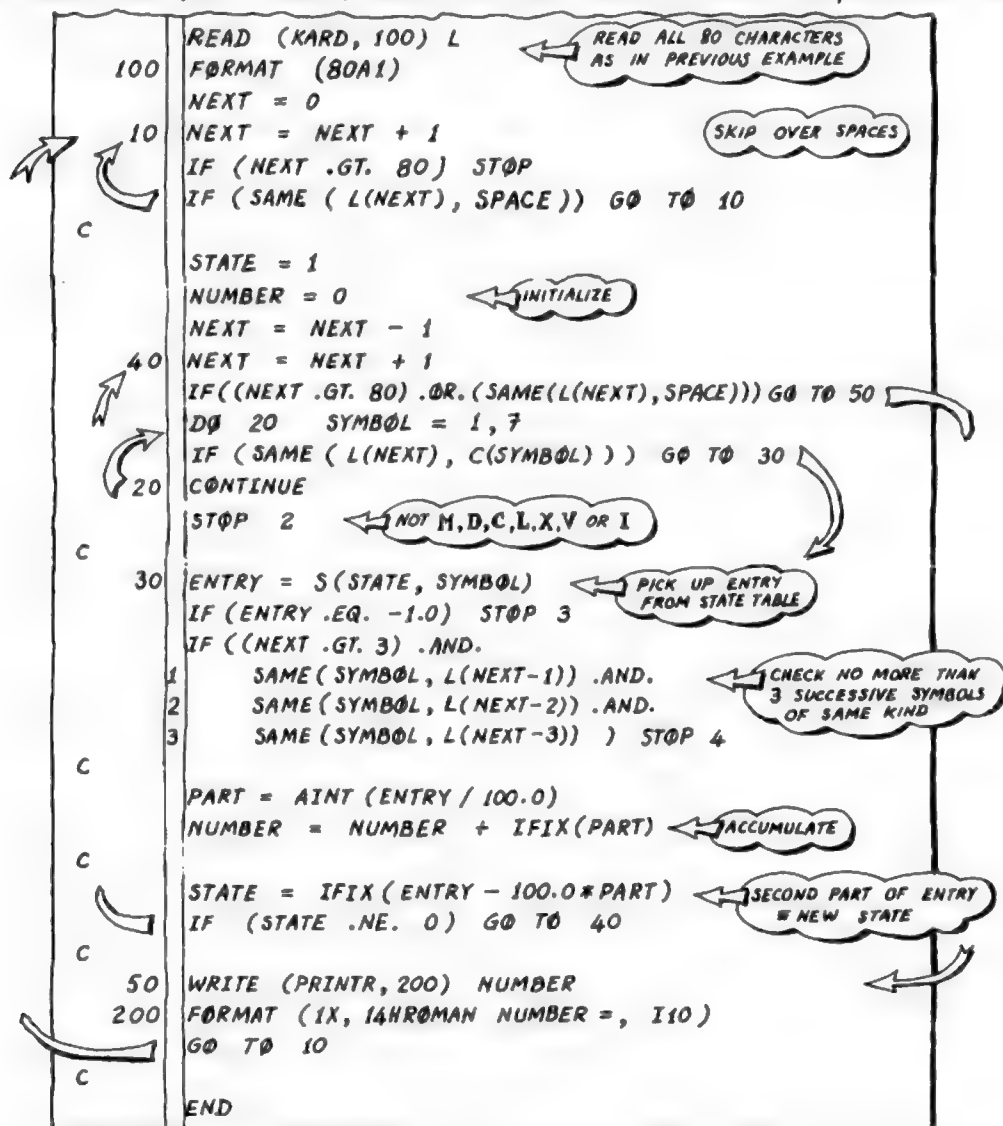 READ (KARD, 100) L
READ ALL 80 CHARACTERS
AS IN PREVIOUS EXAMPLE
100 FØRMAT (80A1)
NEXT = 0
10 NEXT = NEXT + 1
SKIP OVER SPACES
IF (NEXT .GT. 80) STØP
IF (SAME ( L(NEXT), SPACE)) GØ TØ 10
C
STATE = 1
NUMBER = 0
INITIALIZE
NEXT = NEXT - 1
40 NEXT = NEXT + 1
IF((NEXT .GT. 80) .ØR. (SAME(L(NEXT),SPACE))) GØ TØ 50
DØ 20 SYMBØL = 1, 7
IF ( SAME ( L(NEXT), C(SYMBØL) ) ) GØ TØ 30
20 CØNTINUE
STØP 2
NOT M,D,C,L,X,V OR I
C
30 ENTRY = S(STATE, SYMBØL)
PICK UP ENTRY
FROM STATE TABLE
IF (ENTRY .EQ. -1.0) STØP 3
IF ((NEXT .GT. 3) .AND.
1 SAME( SYMBØL, L(NEXT-1)) .AND.
2 SAME( SYMBØL, L(NEXT-2)) .AND.
3 SAME (SYMBØL, L(NEXT-3)) ) STØP 4
CHECK NO MORE THAN
3 SUCCESSIVE SYMBOLS
OF SAME KIND
C
PART = AINT (ENTRY / 100.0)
NUMBER = NUMBER + IFIX(PART)
ACCUMULATE
C
STATE = IFIX ( ENTRY - 100.0 * PART)
SECOND PART OF ENTRY
= NEW STATE
IF (STATE .NE. 0) GØ TØ 40
C
50 WRITE (PRINTR, 200) NUMBER
200 FØRMAT (1X, 14HRØMAN NUMBER =, I10 )
GØ TØ 10
C
END